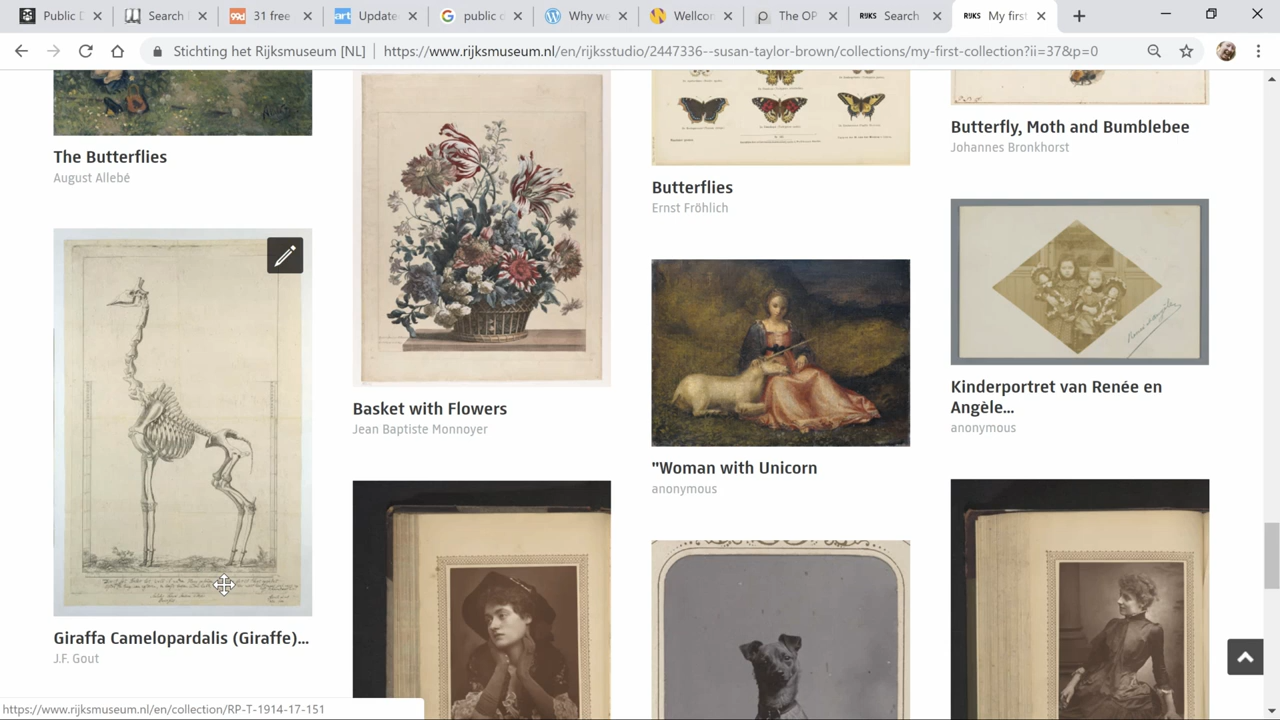 Public D
Search
31 free
Update
public d
Why we
Wellcon
The OP
RIJKS Search
RIJKS My first
Stichting het Rijksmuseum [NL]
https://www.rijksmuseum.nl/en/rijksstudio/2447336--susan-taylor-brown/collections/my-first-collection?ii=37&p=0
The Butterflies
August Allebé
Butterflies
Ernst Fröhlich
Butterfly, Moth and Bumblebee
Johannes Bronkhorst
Basket with Flowers
Jean Baptiste Monnoyer
"Woman with Unicorn
anonymous
Kinderportret van Renée en
Angèle...
anonymous
Giraffa Camelopardalis (Giraffe)...
J.F. Gout
https://www.rijksmuseum.nl/en/collection/RP-T-1914-17-151